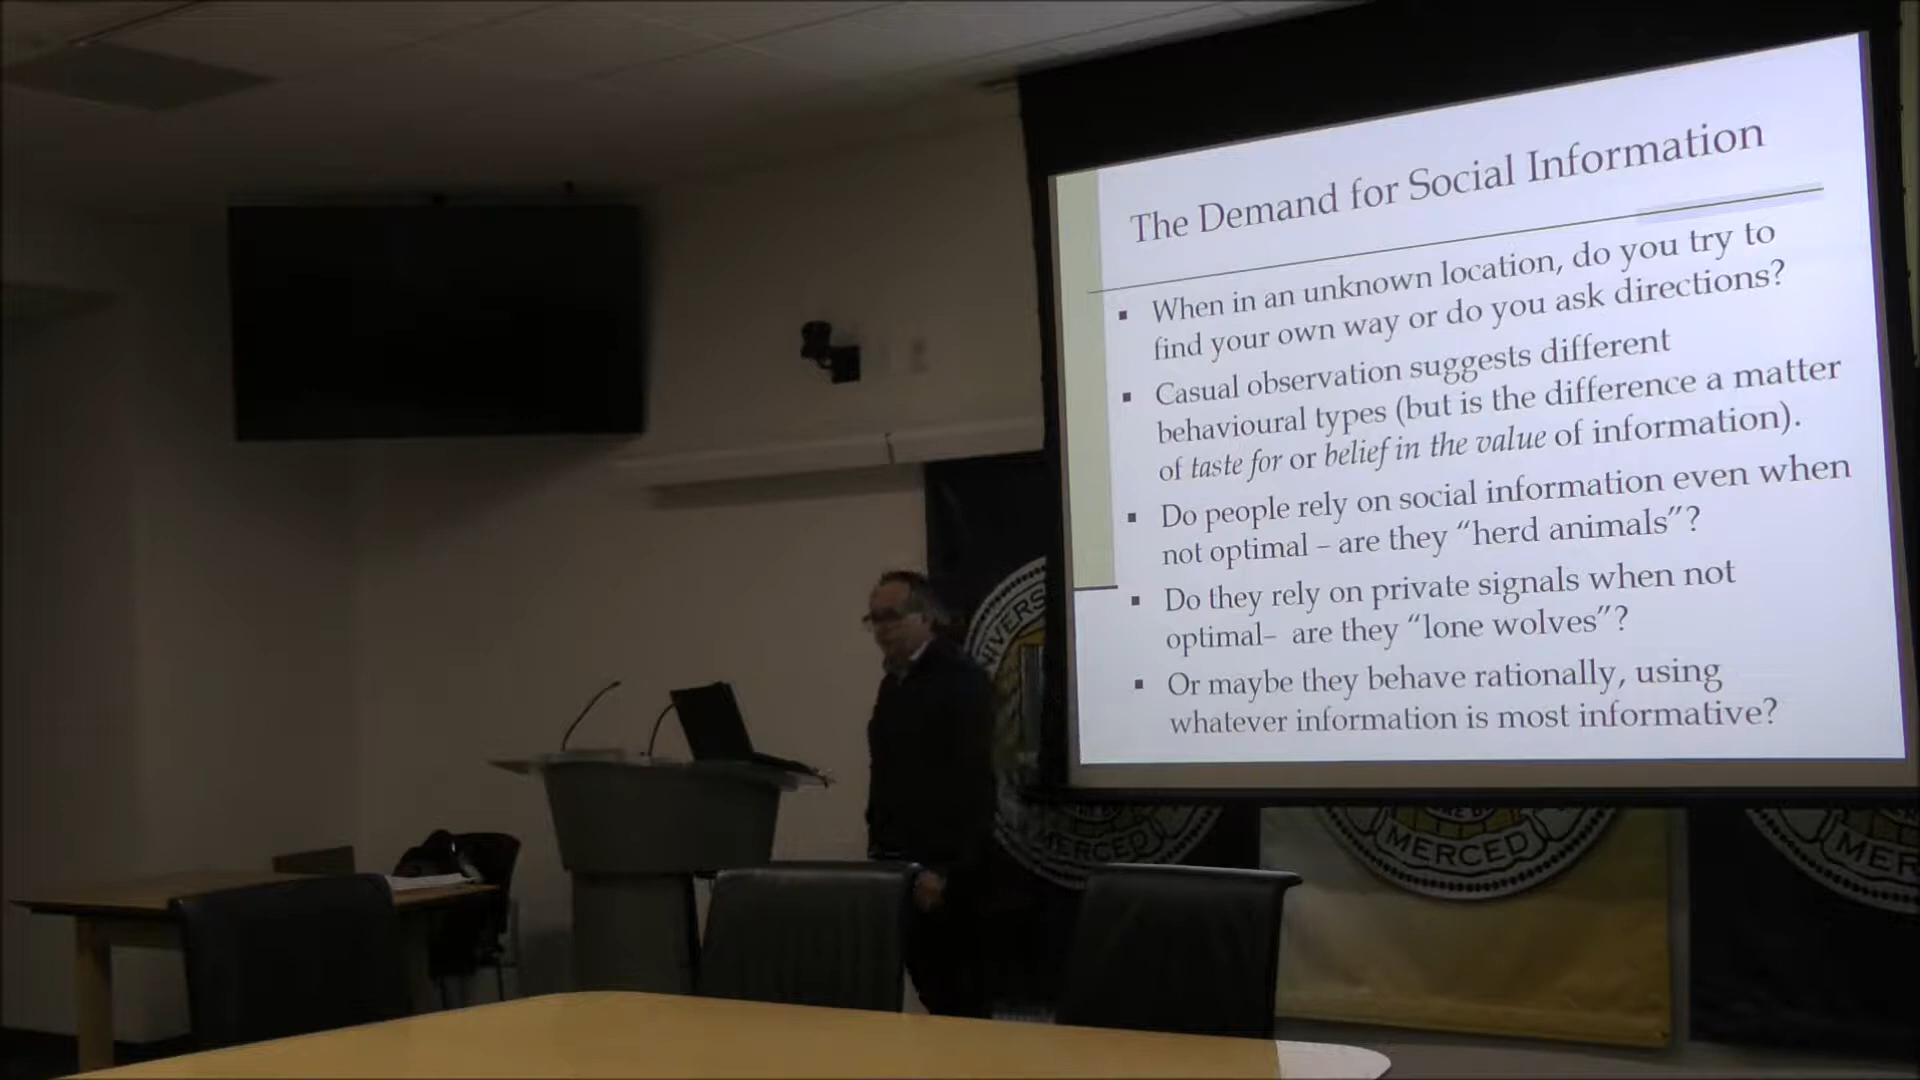 The Demand for Social Information
▪ When in an unknown location, do you try to
find your own way or do you ask directions?
▪ Casual observation suggests different
behavioural types (but is the difference a matter
of taste for or belief in the value of information).
▪ Do people rely on social information even when
not optimal – are they “herd animals”?
▪ Do they rely on private signals when not
optimal– are they “lone wolves”?
▪ Or maybe they behave rationally, using
whatever information is most informative?
MERCED
MERCED